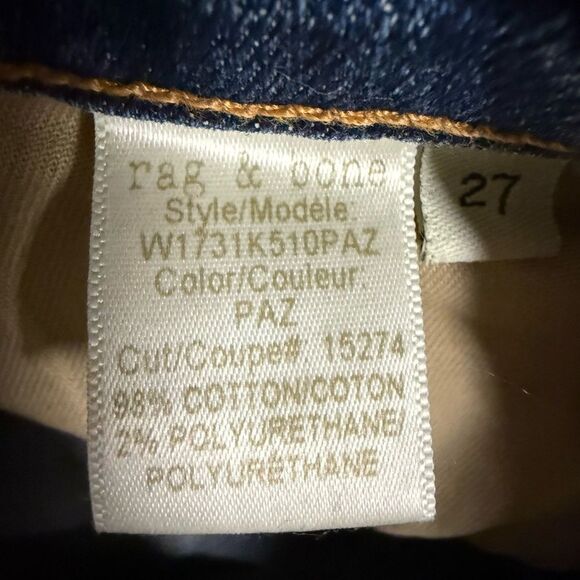 rag & bone
Style/Modèle:
W1731K510PAZ
Color/Couleur:
PAZ
Cut/Coupe# 15274
98% COTTON/COTON
2% POLYURETHANE/
POLYURÉTHANE
27